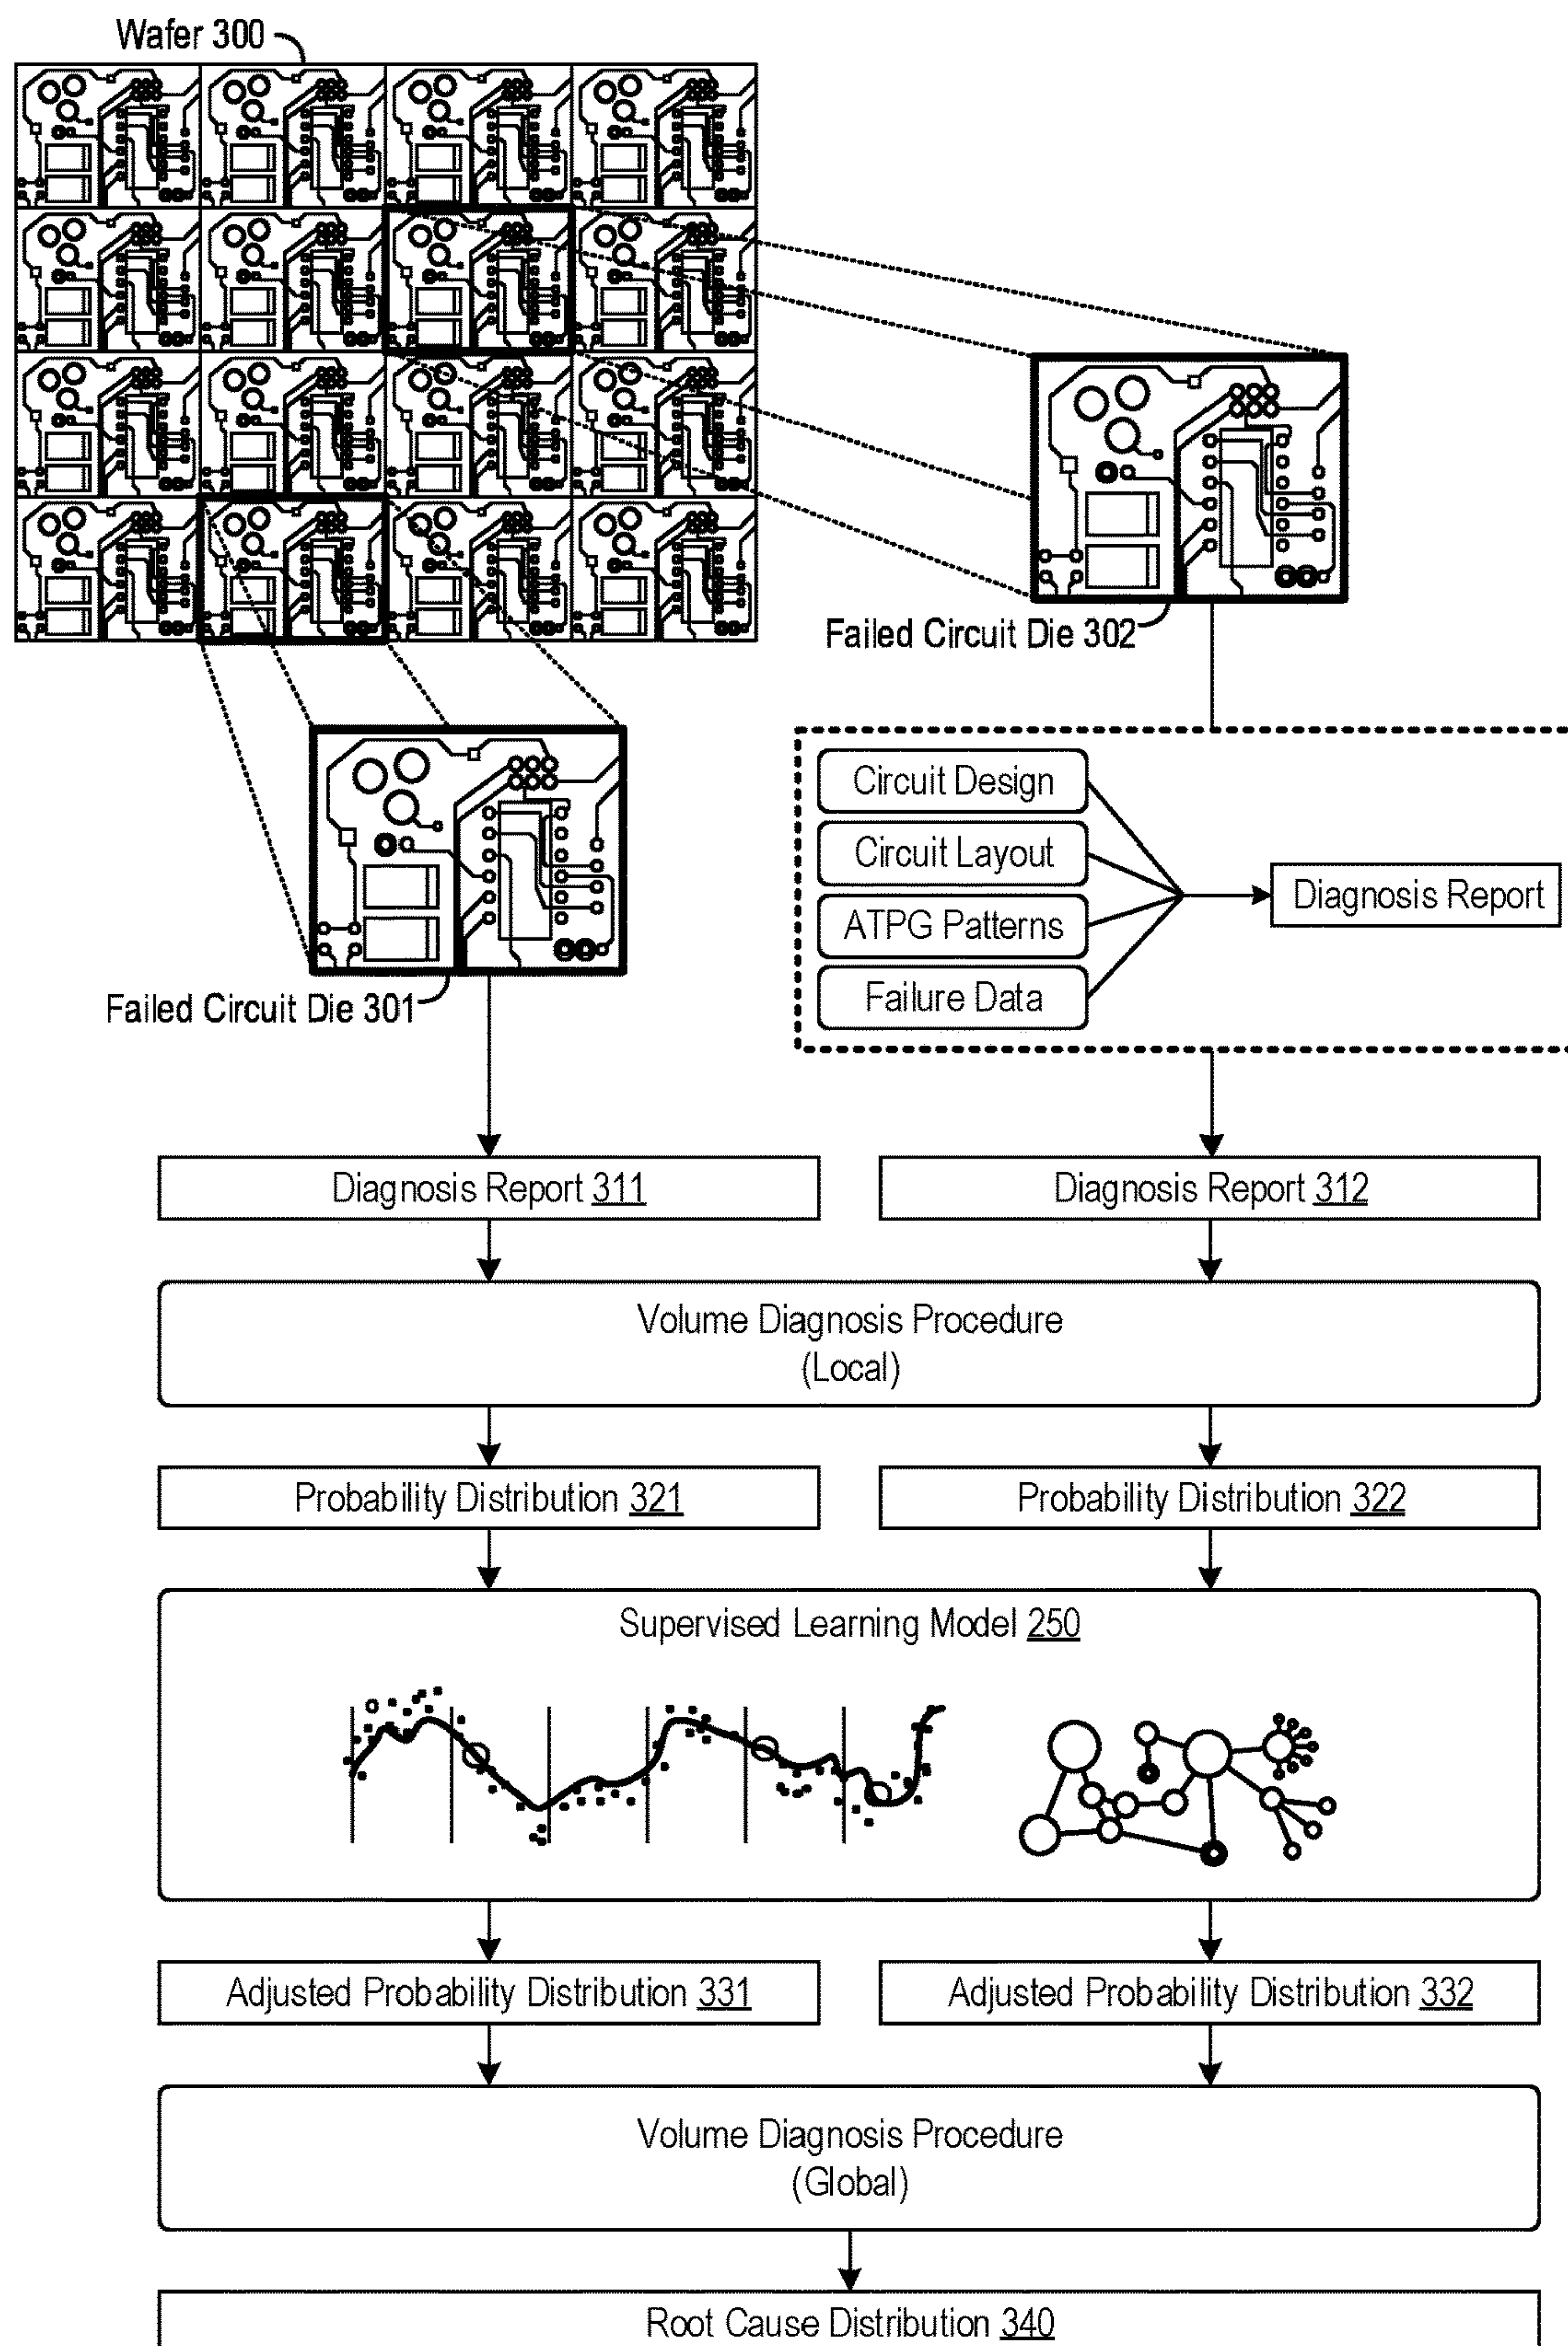 Wafer 300
Failed Circuit Die 302
Circuit Design
Circuit Layout
ATPG Patterns
Failure Data
Diagnosis Report
Failed Circuit Die 301
Diagnosis Report 311
Diagnosis Report 312
Volume Diagnosis Procedure
(Local)
Probability Distribution 321
Probability Distribution 322
Supervised Learning Model 250
Adjusted Probability Distribution 331
Adjusted Probability Distribution 332
Volume Diagnosis Procedure
(Global)
Root Cause Distribution 340